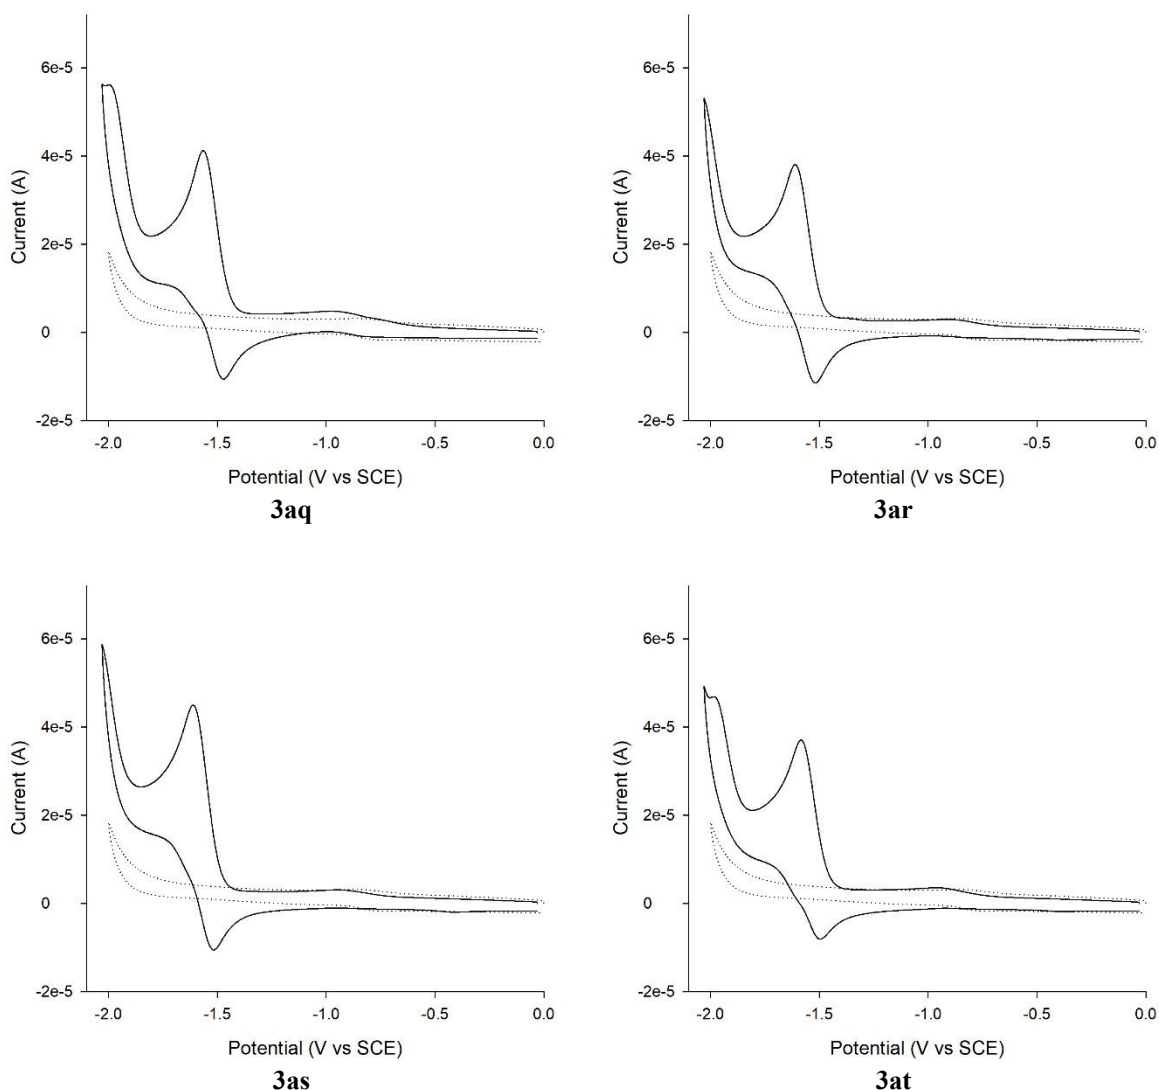 6e-5
4e-5
2e-5
0
-2e-5
Current (A)
-2.0 -1.5 -1.0 -0.5 0.0
Potential (V vs SCE)
3aq
6e-5
4e-5
2e-5
0
-2e-5
Current (A)
-2.0 -1.5 -1.0 -0.5 0.0
Potential (V vs SCE)
3ar
6e-5
4e-5
2e-5
0
-2e-5
Current (A)
-2.0 -1.5 -1.0 -0.5 0.0
Potential (V vs SCE)
3as
6e-5
4e-5
2e-5
0
-2e-5
Current (A)
-2.0 -1.5 -1.0 -0.5 0.0
Potential (V vs SCE)
3at